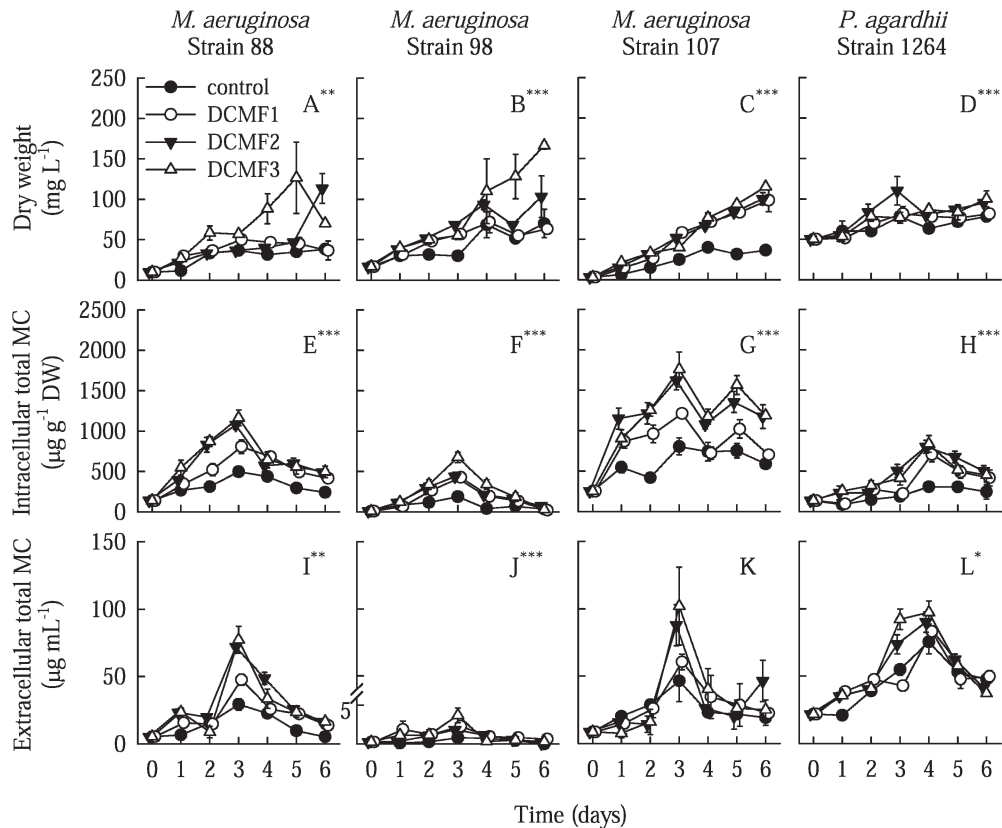 M. aeruginosa M. aeruginosa M. aeruginosa P. agardhii
Strain 88 Strain 98 Strain 107 Strain 1264
Dry weight
(mg L-1)
250
200
150
100
50
0
control
DCMF1
DCMF2
DCMF3
A**
B***
C***
D***
Intracellular total MC
(µg g-1 DW)
2500
2000
1500
1000
500
0
E***
F***
G***
H***
Extracellular total MC
(µg mL-1)
150
100
50
0
I**
5
J***
K
L*
0 1 2 3 4 5 6 0 1 2 3 4 5 6 0 1 2 3 4 5 6 0 1 2 3 4 5 6
Time (days)